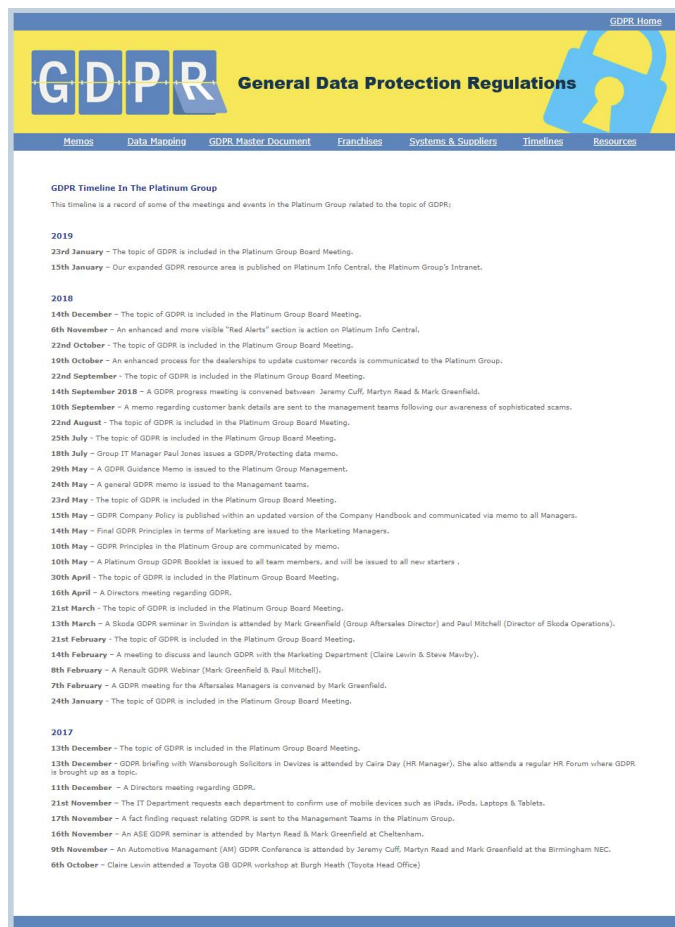 GDPR Home
GDPR
General Data Protection Regulations
Memos Data Mapping GDPR Master Document Franchises Systems & Suppliers Timelines Resources
GDPR Timeline In The Platinum Group
This timeline is a record of some of the meetings and events in the Platinum Group related to the topic of GDPR;
2019
23rd January – The topic of GDPR is included in the Platinum Group Board Meeting.
15th January – Our expanded GDPR resource area is published on Platinum Info Central, the Platinum Group's Intranet.
2018
14th December – The topic of GDPR is included in the Platinum Group Board Meeting.
6th November – An enhanced and more visible "Red Alerts" section is action on Platinum Info Central.
22nd October - The topic of GDPR is included in the Platinum Group Board Meeting.
19th October – An enhanced process for the dealerships to update customer records is communicated to the Platinum Group.
22nd September - The topic of GDPR is included in the Platinum Group Board Meeting.
14th September 2018 – A GDPR progress meeting is convened between Jeremy Cuff, Martyn Read & Mark Greenfield.
10th September – A memo regarding customer bank details are sent to the management teams following our awareness of sophisticated scams.
22nd August - The topic of GDPR is included in the Platinum Group Board Meeting.
25th July - The topic of GDPR is included in the Platinum Group Board Meeting.
18th July – Group IT Manager Paul Jones issues a GDPR/Protecting data memo.
29th May – A GDPR Guidance Memo is issued to the Platinum Group Management.
24th May – A general GDPR memo is issued to the Management teams.
23rd May - The topic of GDPR is included in the Platinum Group Board Meeting.
15th May – GDPR Company Policy is published within an updated version of the Company Handbook and communicated via memo to all Managers.
14th May – Final GDPR Principles in terms of Marketing are issued to the Marketing Managers.
10th May – GDPR Principles in the Platinum Group are communicated by memo.
10th May – A Platinum Group GDPR Booklet is issued to all team members, and will be issued to all new starters .
30th April - The topic of GDPR is included in the Platinum Group Board Meeting.
16th April – A Directors meeting regarding GDPR.
21st March - The topic of GDPR is included in the Platinum Group Board Meeting.
13th March – A Skoda GDPR seminar in Swindon is attended by Mark Greenfield (Group Aftersales Director) and Paul Mitchell (Director of Skoda Operations).
21st February - The topic of GDPR is included in the Platinum Group Board Meeting.
14th February – A meeting to discuss and launch GDPR with the Marketing Department (Claire Lewin & Steve Mawby).
8th February – A Renault GDPR Webinar (Mark Greenfield & Paul Mitchell).
7th February – A GDPR meeting for the Aftersales Managers is convened by Mark Greenfield.
24th January - The topic of GDPR is included in the Platinum Group Board Meeting.
2017
13th December - The topic of GDPR is included in the Platinum Group Board Meeting.
13th December - GDPR briefing with Wansborough Solicitors in Devizes is attended by Caira Day (HR Manager). She also attends a regular HR Forum where GDPR
is brought up as a topic.
11th December – A Directors meeting regarding GDPR.
21st November – The IT Department requests each department to confirm use of mobile devices such as iPads, iPods, Laptops & Tablets.
17th November – A fact finding request relating GDPR is sent to the Management Teams in the Platinum Group.
16th November – An ASE GDPR seminar is attended by Martyn Read & Mark Greenfield at Cheltenham.
9th November – An Automotive Management (AM) GDPR Conference is attended by Jeremy Cuff, Martyn Read and Mark Greenfield at the Birmingham NEC.
6th October – Claire Lewin attended a Toyota GB GDPR workshop at Burgh Heath (Toyota Head Office)